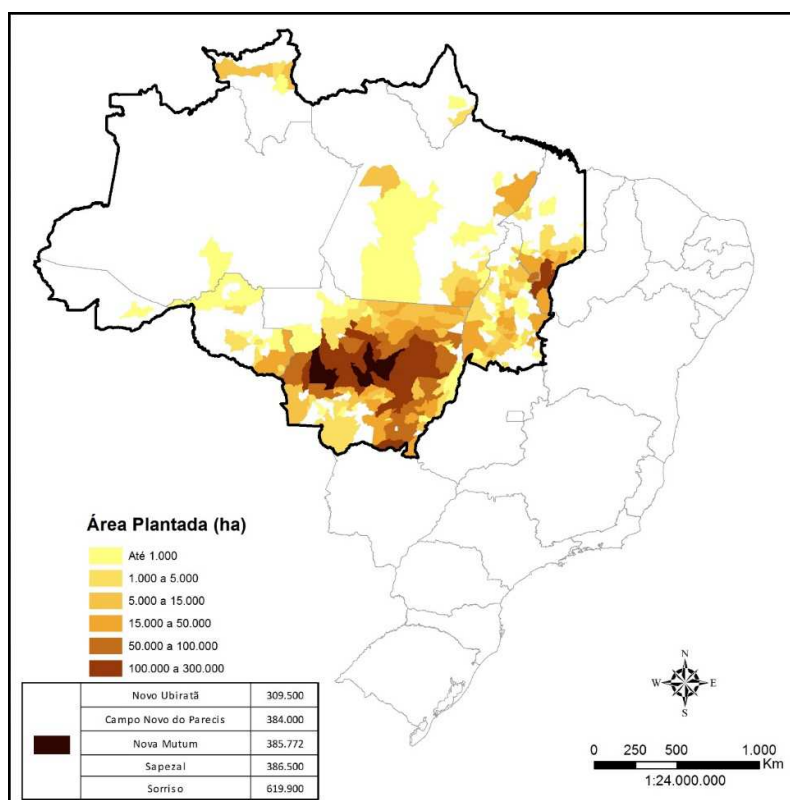 Área Plantada (ha)
Até 1.000
1.000 a 5.000
5.000 a 15.000
15.000 a 50.000
50.000 a 100.000
100.000 a 300.000
Novo Ubiratã 309.500
Campo Novo do Parecis 384.000
Nova Mutum 385.772
Sapezal 386.500
Sorriso 619.900
N
W E
S
0 250 500 1.000
Km
1:24.000.000